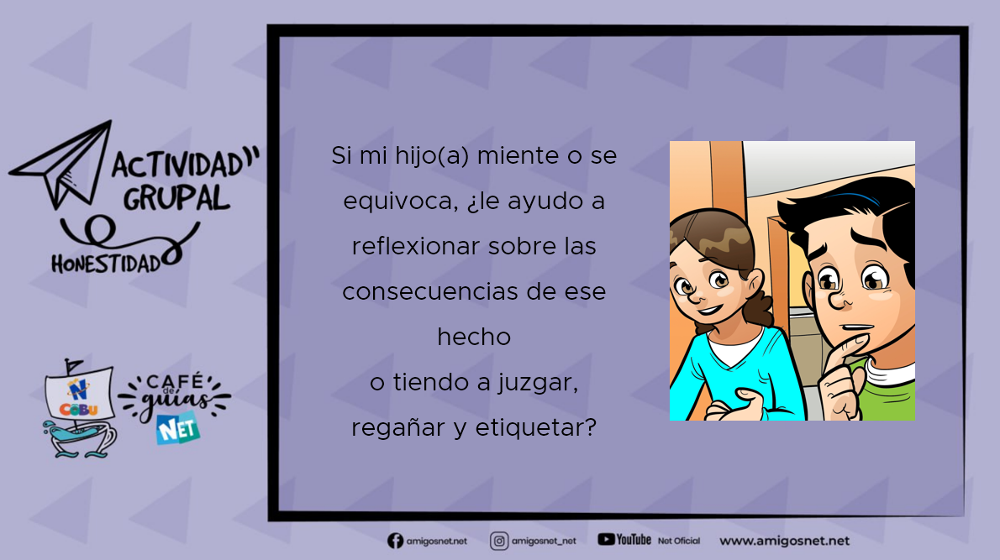 ACTIVIDAD
GRUPAL
HONESTIDAD
N
COBU
CAFÉ
de
guías
NET
Si mi hijo(a) miente o se
equivoca, ¿le ayudo a
reflexionar sobre las
consecuencias de ese
hecho
o tiendo a juzgar,
regañar y etiquetar?
amigosnet.net
amigosnet_net
YouTube Net Oficial
www.amigosnet.net